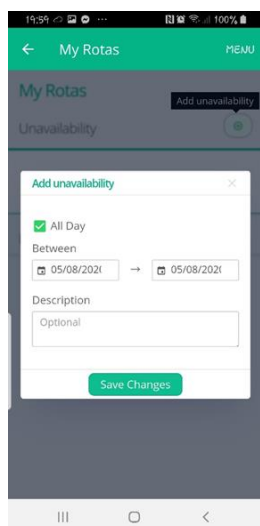 19:59 100%
My Rotas MENU
My Rotas
Add unavailability
Unavailability
Add unavailability
All Day
Between
05/08/202( → 05/08/202(
Description
Optional
Save Changes